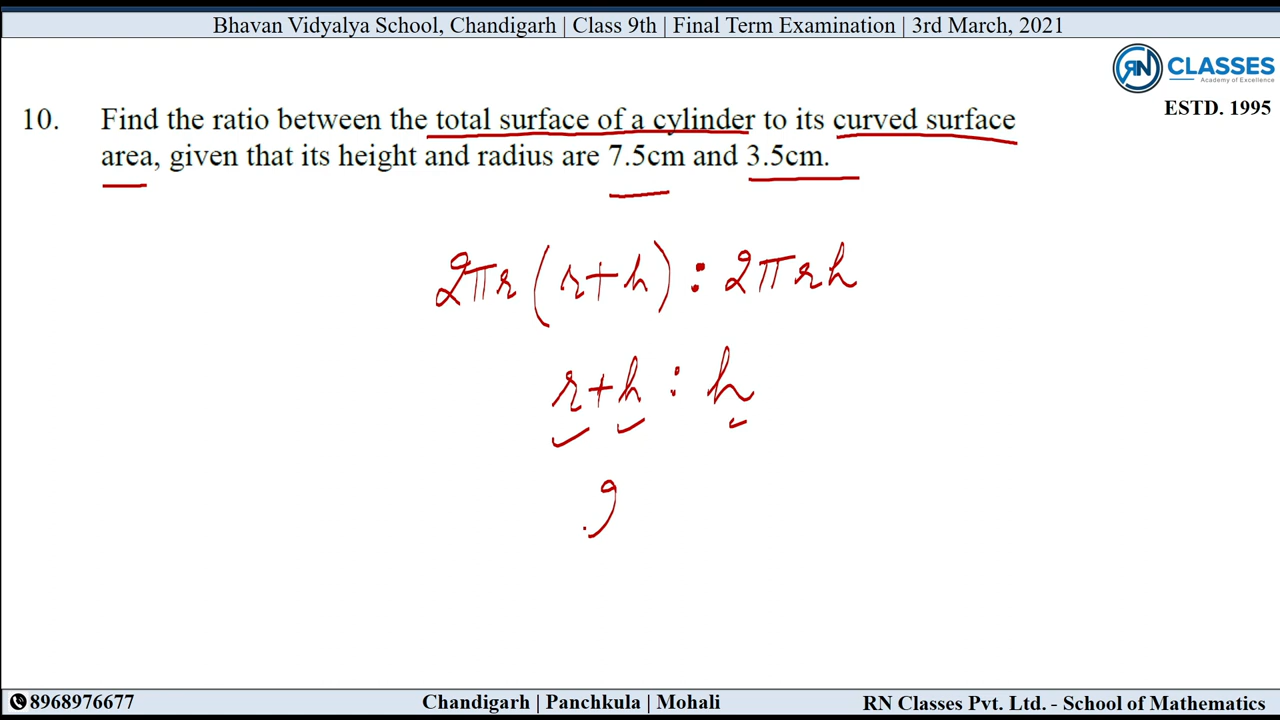 Bhavan Vidyalya School, Chandigarh | Class 9th | Final Term Examination | 3rd March, 2021
RN CLASSES
Academy of Excellence
ESTD. 1995
10. Find the ratio between the total surface of a cylinder to its curved surface
area, given that its height and radius are 7.5cm and 3.5cm.
2πr(r+h) : 2πrh
r+h : h
9
8968976677
Chandigarh | Panchkula | Mohali
RN Classes Pvt. Ltd. - School of Mathematics